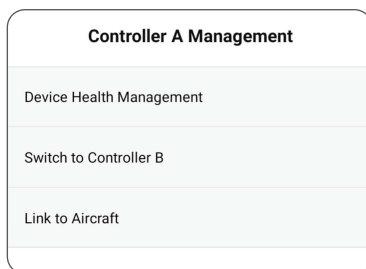 Controller A Management
Device Health Management
Switch to Controller B
Link to Aircraft